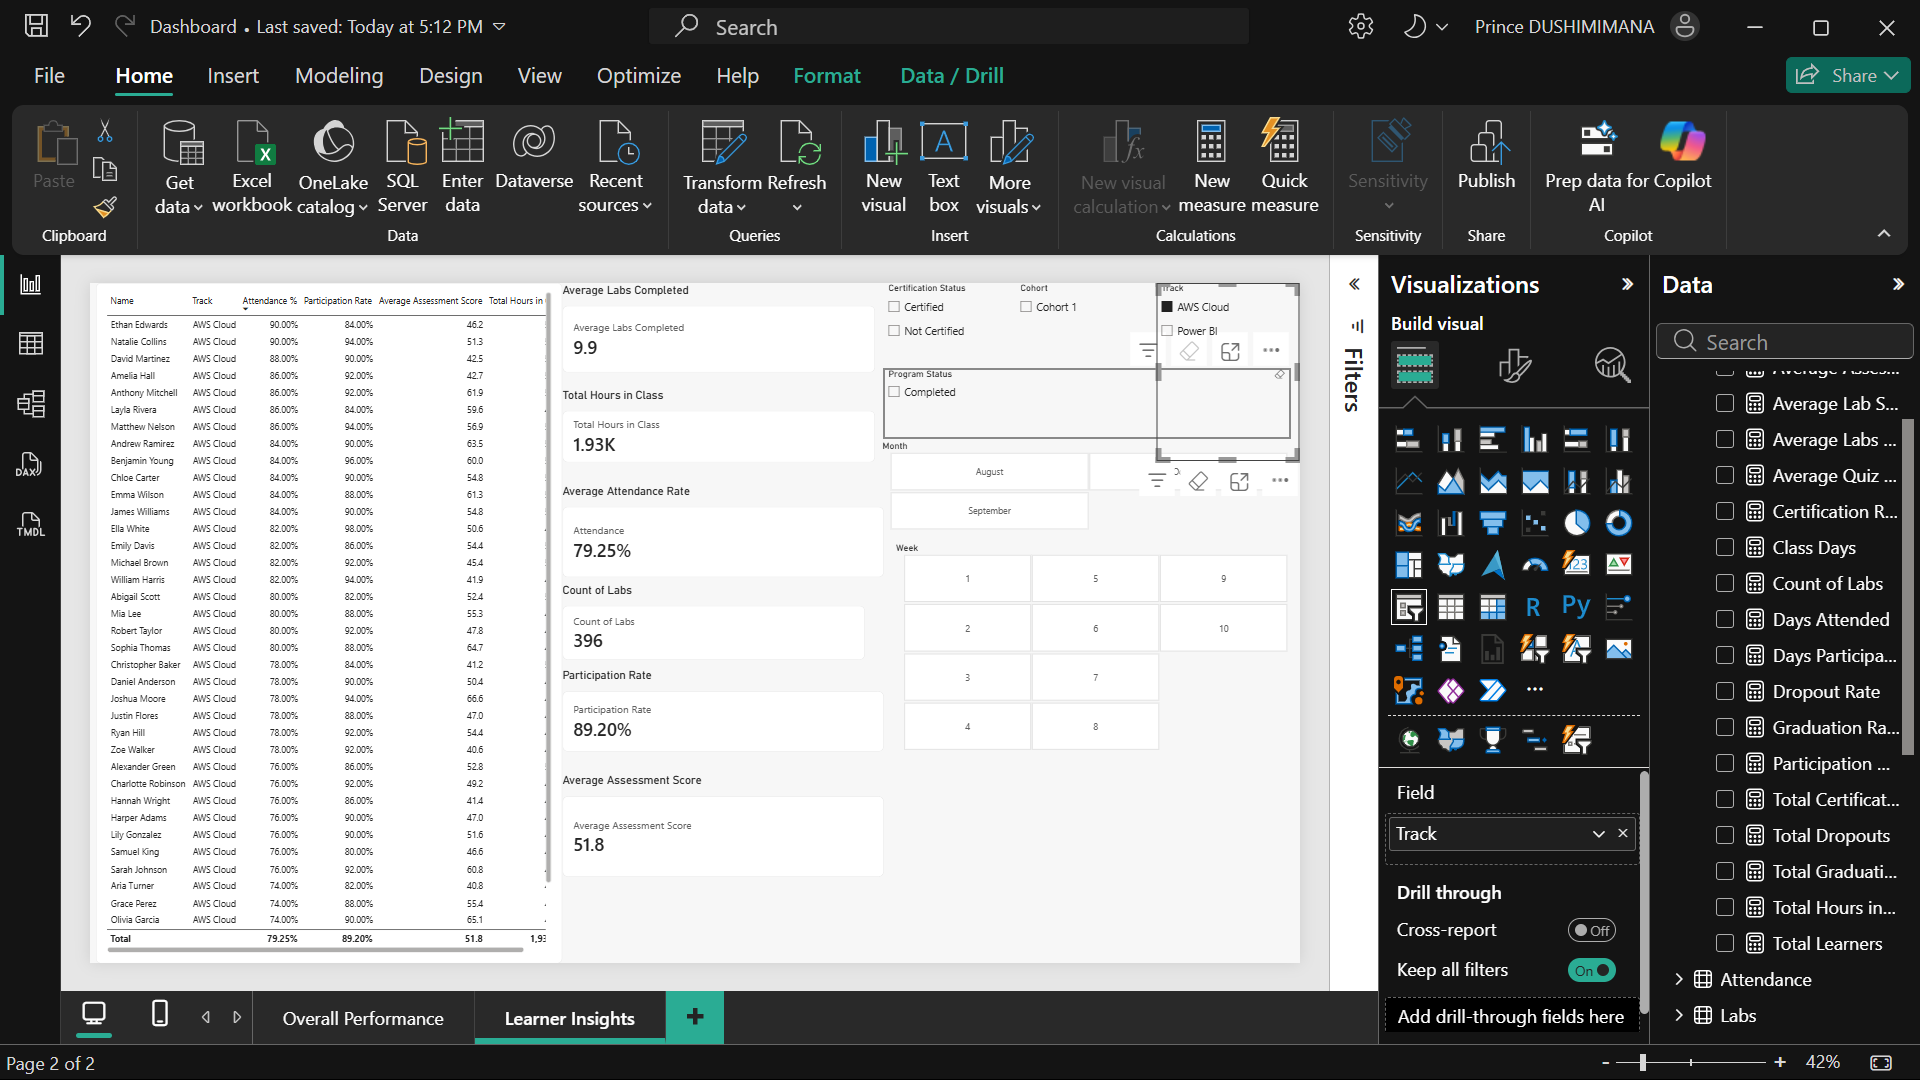 Dashboard • Last saved: Today at 5:12 PM
Search
Prince DUSHIMIMANA
File Home Insert Modeling Design View Optimize Help Format Data / Drill
Share
Paste
Get data
Excel workbook
OneLake catalog
SQL Server
Enter data
Dataverse
Recent sources
Transform data
Refresh
New visual
Text box
More visuals
New visual calculation
New measure
Quick measure
Sensitivity
Publish
Prep data for AI
Copilot
Clipboard
Data
Queries
Insert
Calculations
Sensitivity
Share
Copilot
Name Track Attendance % Participation Rate Average Assessment Score Total Hours in
Ethan Edwards AWS Cloud 90.00% 84.00% 46.2
Natalie Collins AWS Cloud 90.00% 94.00% 51.3
David Martinez AWS Cloud 88.00% 90.00% 42.5
Amelia Hall AWS Cloud 86.00% 92.00% 42.7
Anthony Mitchell AWS Cloud 86.00% 92.00% 61.9
Layla Rivera AWS Cloud 86.00% 84.00% 59.6
Matthew Nelson AWS Cloud 86.00% 94.00% 56.9
Andrew Ramirez AWS Cloud 84.00% 90.00% 63.5
Benjamin Young AWS Cloud 84.00% 96.00% 60.0
Chloe Carter AWS Cloud 84.00% 90.00% 54.8
Emma Wilson AWS Cloud 84.00% 88.00% 61.3
James Williams AWS Cloud 84.00% 90.00% 54.8
Ella White AWS Cloud 82.00% 98.00% 50.6
Emily Davis AWS Cloud 82.00% 86.00% 54.4
Michael Brown AWS Cloud 82.00% 92.00% 45.4
William Harris AWS Cloud 82.00% 94.00% 41.9
Abigail Scott AWS Cloud 80.00% 82.00% 52.4
Mia Lee AWS Cloud 80.00% 88.00% 55.3
Robert Taylor AWS Cloud 80.00% 92.00% 47.8
Sophia Thomas AWS Cloud 80.00% 88.00% 64.7
Christopher Baker AWS Cloud 78.00% 84.00% 41.2
Daniel Anderson AWS Cloud 78.00% 90.00% 50.4
Joshua Moore AWS Cloud 78.00% 94.00% 66.6
Justin Flores AWS Cloud 78.00% 88.00% 47.0
Ryan Hill AWS Cloud 78.00% 92.00% 54.4
Zoe Walker AWS Cloud 78.00% 92.00% 40.6
Alexander Green AWS Cloud 76.00% 86.00% 52.8
Charlotte Robinson AWS Cloud 76.00% 92.00% 49.2
Hannah Wright AWS Cloud 76.00% 86.00% 41.4
Harper Adams AWS Cloud 76.00% 90.00% 47.0
Lily Gonzalez AWS Cloud 76.00% 90.00% 51.6
Samuel King AWS Cloud 76.00% 80.00% 46.6
Sarah Johnson AWS Cloud 76.00% 92.00% 60.8
Aria Turner AWS Cloud 74.00% 82.00% 40.8
Grace Perez AWS Cloud 74.00% 88.00% 55.4
Olivia Garcia AWS Cloud 74.00% 90.00% 65.1
Total 79.25% 89.20% 51.8 1,93
Average Labs Completed
Average Labs Completed
9.9
Total Hours in Class
Total Hours in Class
1.93K
Average Attendance Rate
Attendance
79.25%
Count of Labs
Count of Labs
396
Participation Rate
Participation Rate
89.20%
Average Assessment Score
Average Assessment Score
51.8
Certification Status
Certified
Not Certified
Cohort
Cohort 1
Track
AWS Cloud
Power BI
Program Status
Completed
Month
August
September
Week
1 5 9
2 6 10
3 7
4 8
Filters
Visualizations
Build visual
123
R
Py
Field
Track
Drill through
Cross-report Off
Keep all filters On
Add drill-through fields here
Data
Search
Average Asses...
Average Lab S...
Average Labs ...
Average Quiz ...
Certification R...
Class Days
Count of Labs
Days Attended
Days Participa...
Dropout Rate
Graduation Ra...
Participation ...
Total Certificat...
Total Dropouts
Total Graduati...
Total Hours in...
Total Learners
Attendance
Labs
DAX
TMDL
Overall Performance
Learner Insights
+
Page 2 of 2
- + 42%